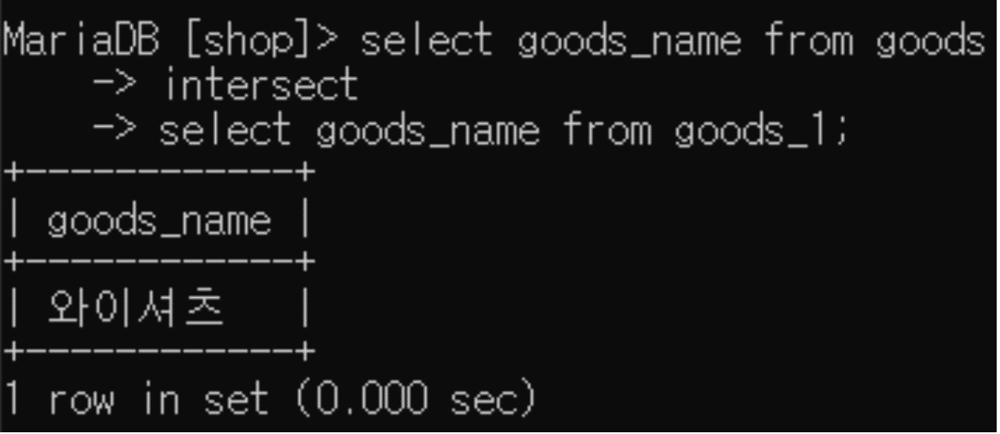 MariaDB [shop]> select goods_name from goods
    -> intersect
    -> select goods_name from goods_1;
+------------+
| goods_name |
+------------+
| 와이셔츠   |
+------------+
1 row in set (0.000 sec)